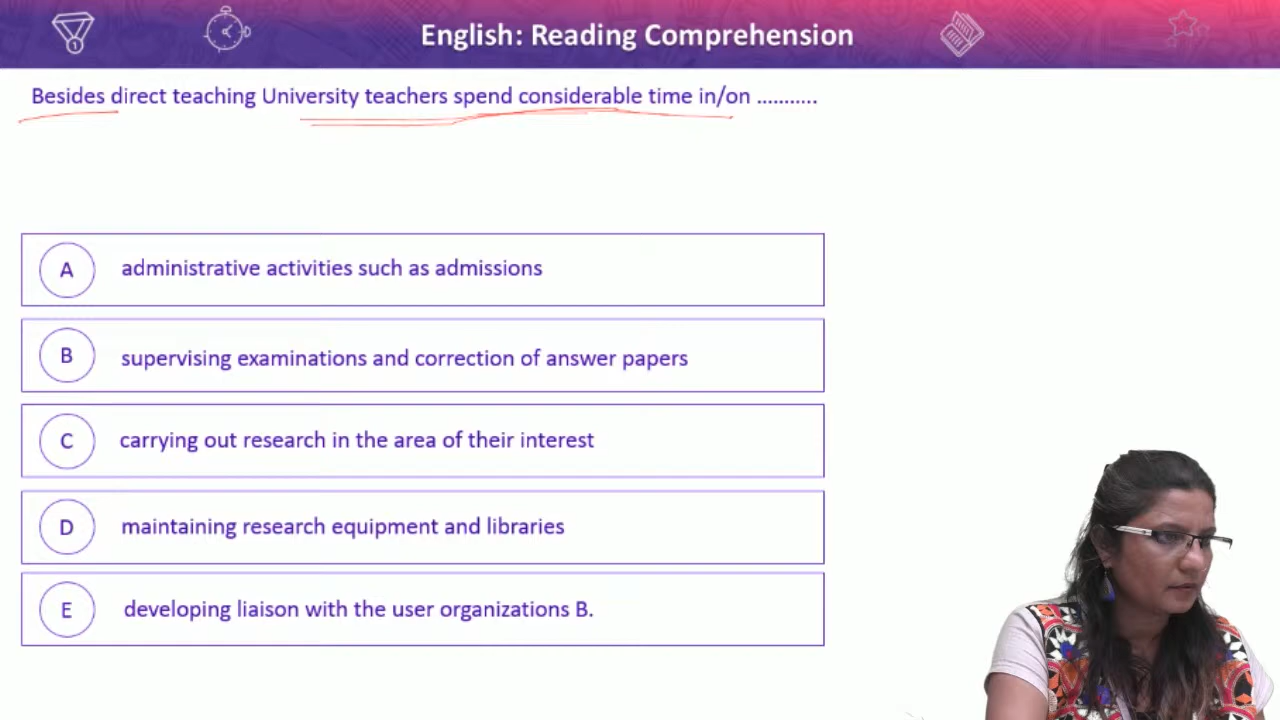 English: Reading Comprehension
Besides direct teaching University teachers spend considerable time in/on ...........
A administrative activities such as admissions
B supervising examinations and correction of answer papers
C carrying out research in the area of their interest
D maintaining research equipment and libraries
E developing liaison with the user organizations B.